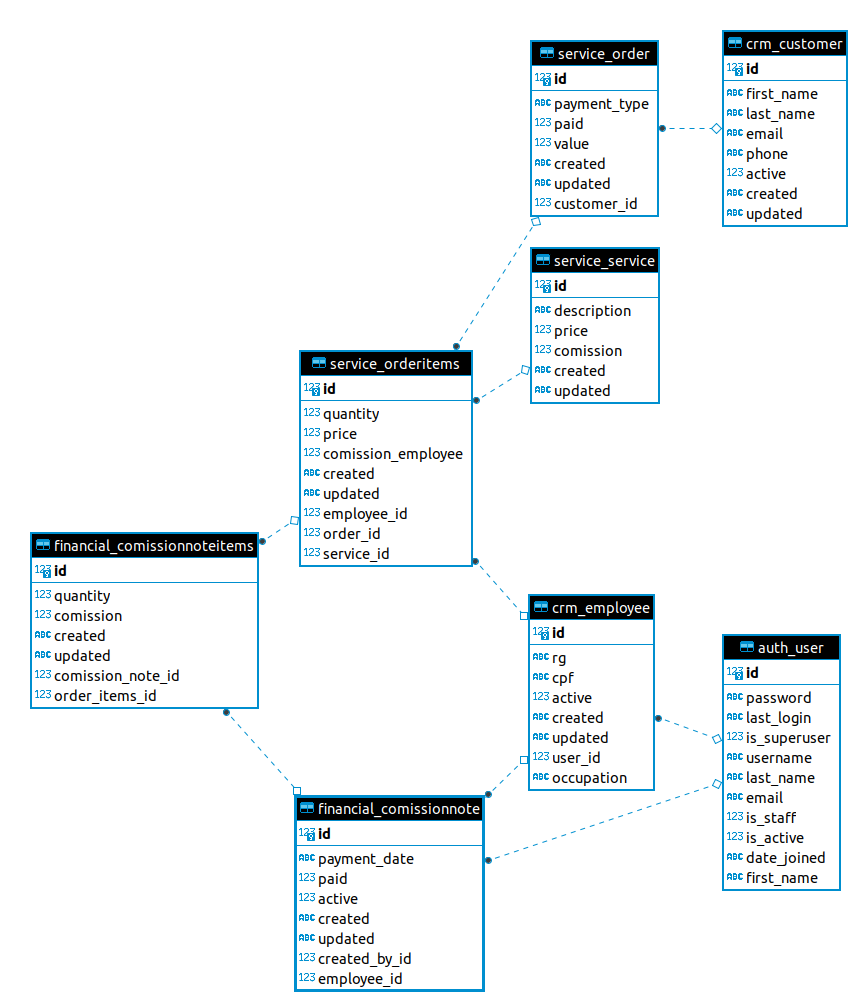 service_order
123 id
ABC payment_type
123 paid
123 value
ABC created
ABC updated
123 customer_id
crm_customer
123 id
ABC first_name
ABC last_name
ABC email
ABC phone
123 active
ABC created
ABC updated
service_service
123 id
ABC description
123 price
123 comission
ABC created
ABC updated
service_orderitems
123 id
123 quantity
123 price
123 comission_employee
ABC created
ABC updated
123 employee_id
123 order_id
123 service_id
financial_comissionnoteitems
123 id
123 quantity
123 comission
ABC created
ABC updated
123 comission_note_id
123 order_items_id
crm_employee
123 id
ABC rg
ABC cpf
123 active
ABC created
ABC updated
123 user_id
ABC occupation
auth_user
123 id
ABC password
ABC last_login
123 is_superuser
ABC username
ABC last_name
ABC email
123 is_staff
123 is_active
ABC date_joined
ABC first_name
financial_comissionnote
123 id
ABC payment_date
123 paid
123 active
ABC created
ABC updated
123 created_by_id
123 employee_id